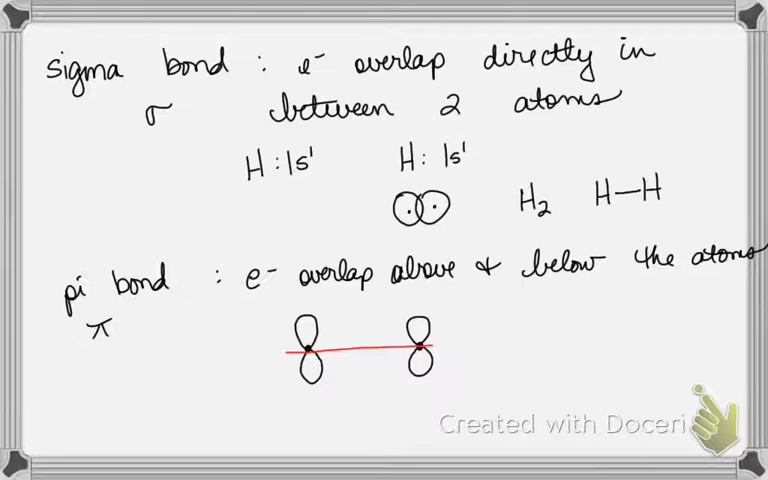 sigma bond : e⁻ overlap directly in
σ between 2 atoms
H : 1s¹ H : 1s¹
H₂ H—H
pi bond : e⁻ overlap above & below the atoms
π
Created with Doceri